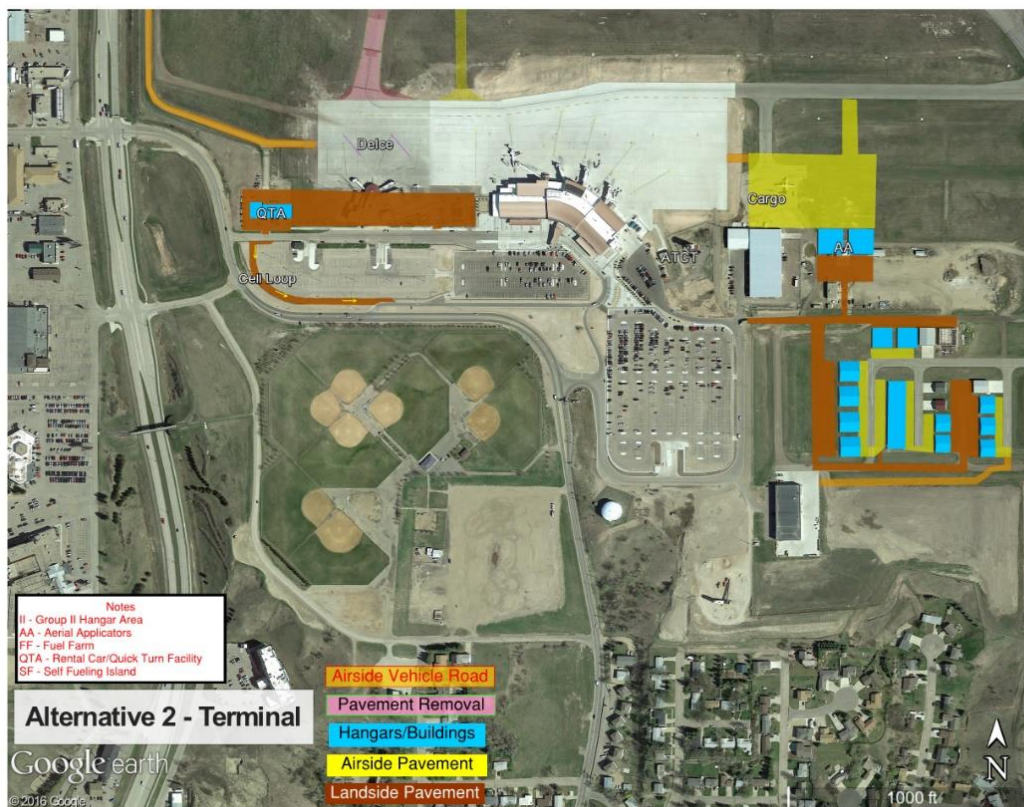 Deice
QTA
Cargo
AA
ATCT
Cell Loop
Notes
II - Group II Hangar Area
AA - Aerial Applicators
FF - Fuel Farm
QTA - Rental Car/Quick Turn Facility
SF - Self Fueling Island
Alternative 2 - Terminal
Airside Vehicle Road
Pavement Removal
Hangars/Buildings
Airside Pavement
Landside Pavement
Google earth
© 2016 Google
N
1000 ft